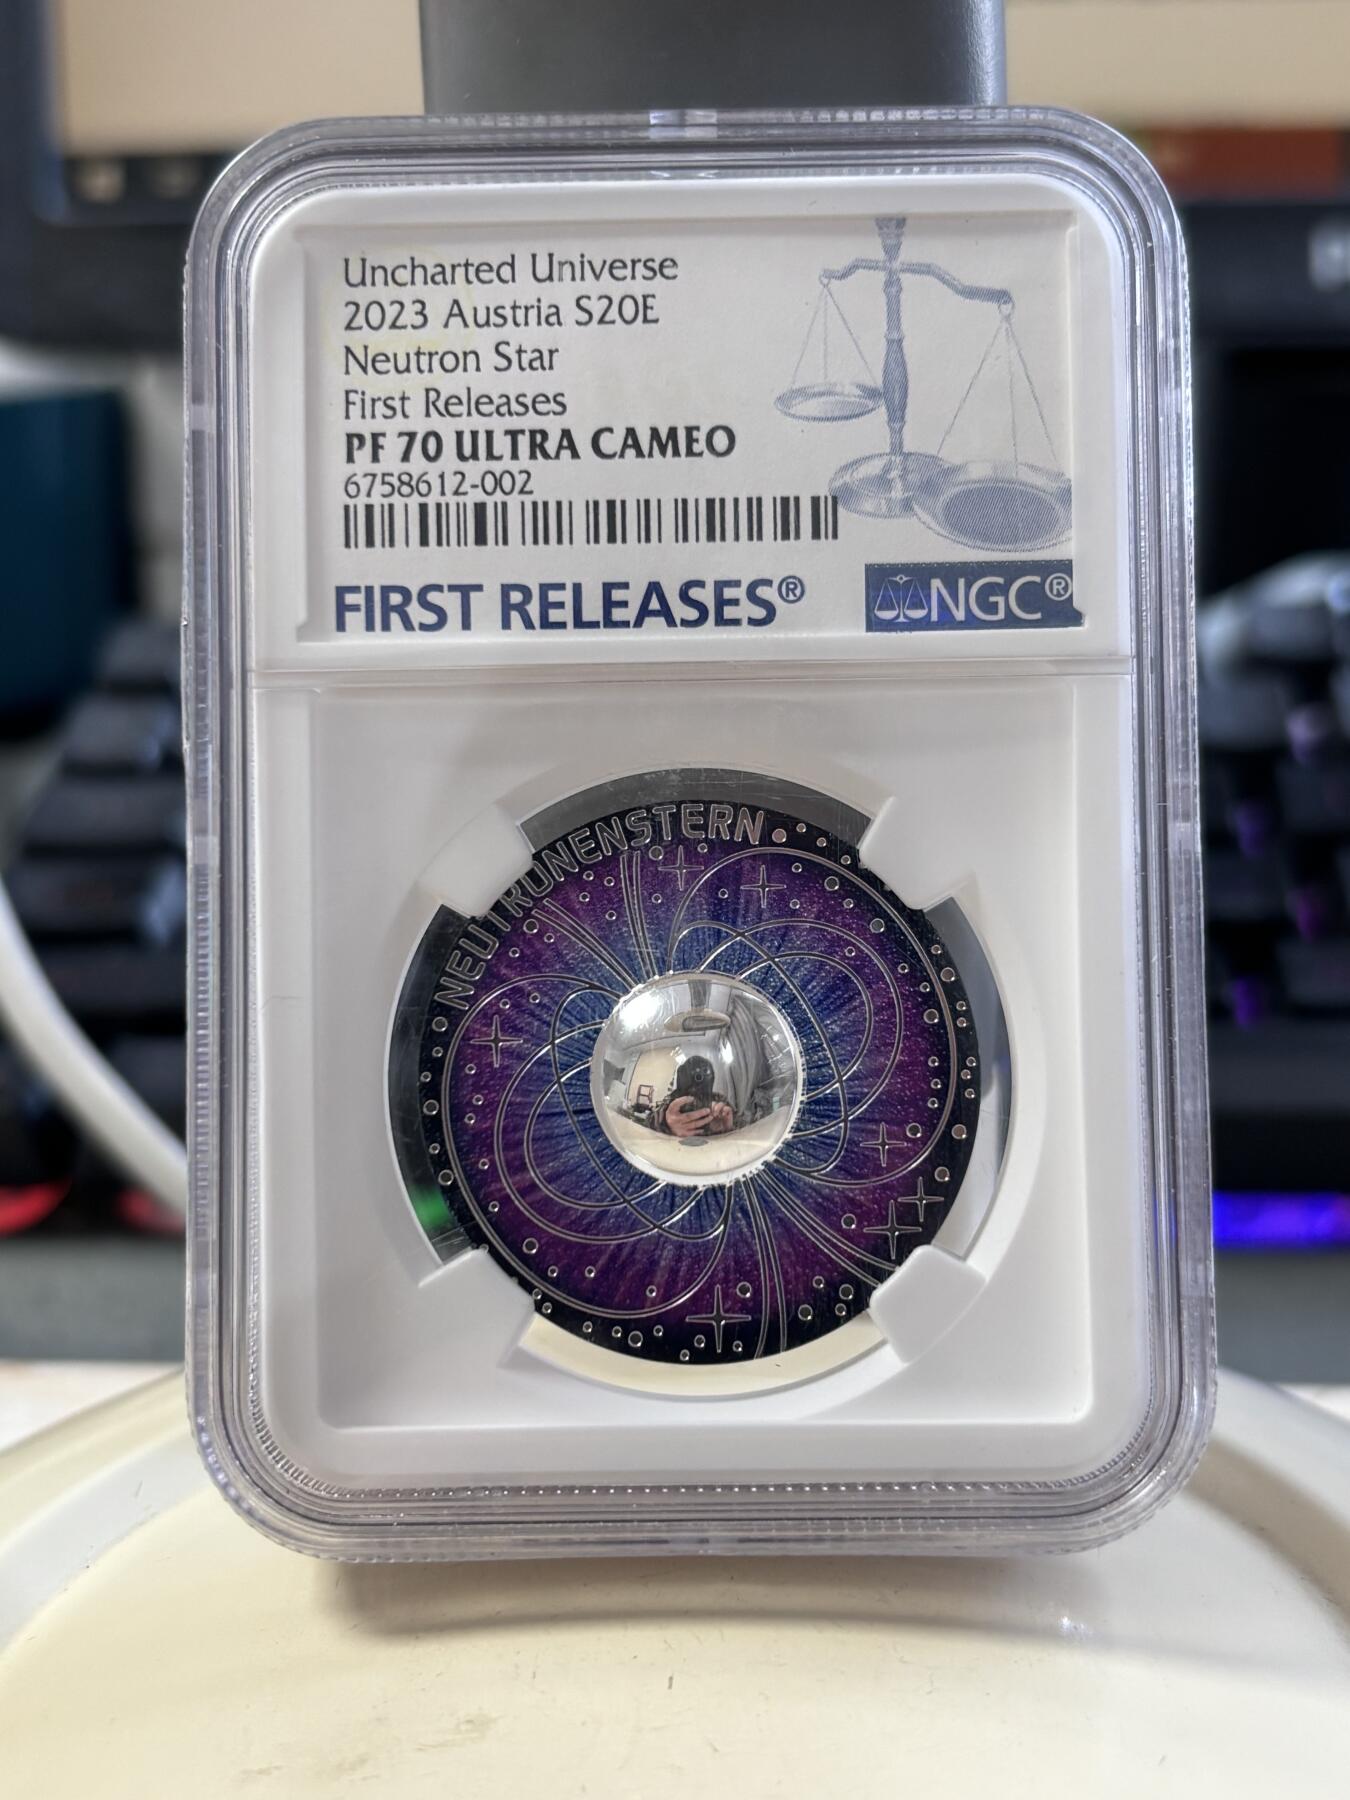 Uncharted Universe
2023 Austria S20E
Neutron Star
First Releases
PF 70 ULTRA CAMEO
6758612-002
FIRST RELEASES®
NGC®
NEUTRONENSTERN